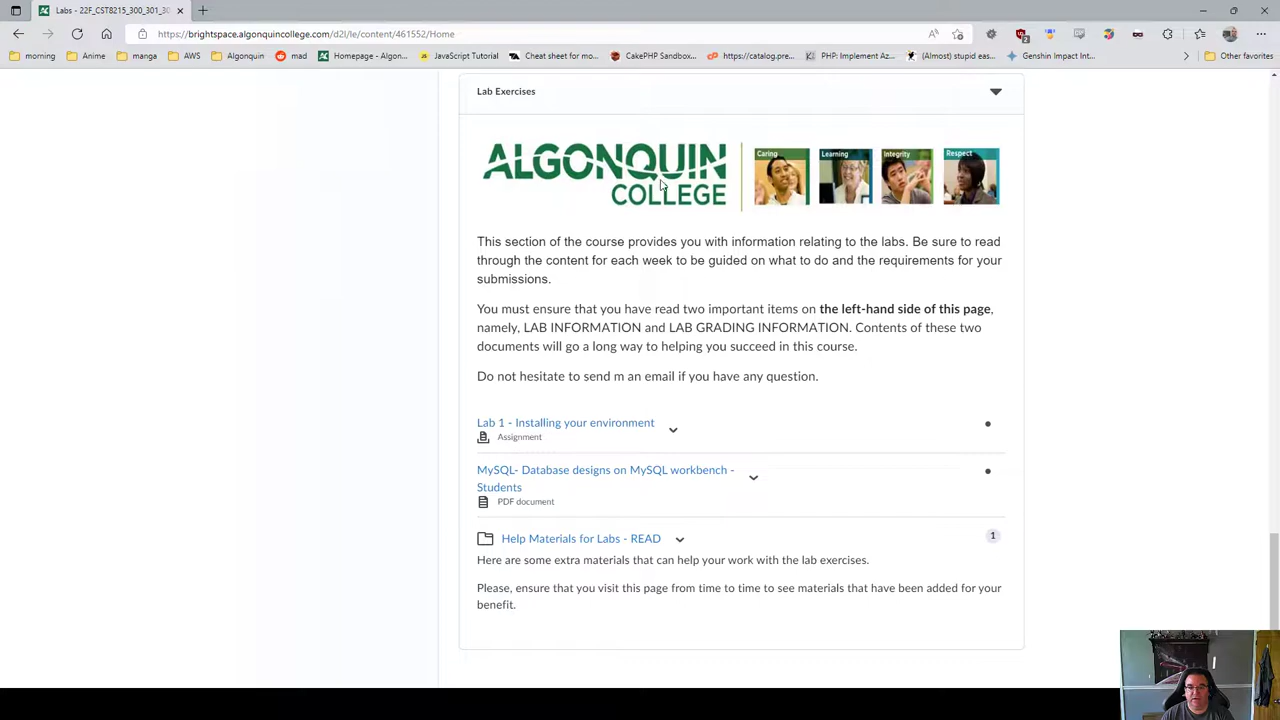 Labs - 22F_CST8215_300_301_30
https://brightspace.algonquincollege.com/d2l/le/content/461552/Home
2
morning
Anime
manga
AWS
Algonquin
mad
Homepage - Algon...
JavaScript Tutorial
Cheat sheet for mo...
CakePHP Sandbox...
https://catalog.pre...
PHP: Implement Az...
(Almost) stupid eas...
Genshin Impact Int...
Other favorites
Lab Exercises
ALGONQUIN
COLLEGE
Caring
Learning
Integrity
Respect
This section of the course provides you with information relating to the labs. Be sure to read
through the content for each week to be guided on what to do and the requirements for your
submissions.
You must ensure that you have read two important items on the left-hand side of this page,
namely, LAB INFORMATION and LAB GRADING INFORMATION. Contents of these two
documents will go a long way to helping you succeed in this course.
Do not hesitate to send m an email if you have any question.
Lab 1 - Installing your environment
Assignment
MySQL- Database designs on MySQL workbench -
Students
PDF document
Help Materials for Labs - READ
1
Here are some extra materials that can help your work with the lab exercises.
Please, ensure that you visit this page from time to time to see materials that have been added for your
benefit.